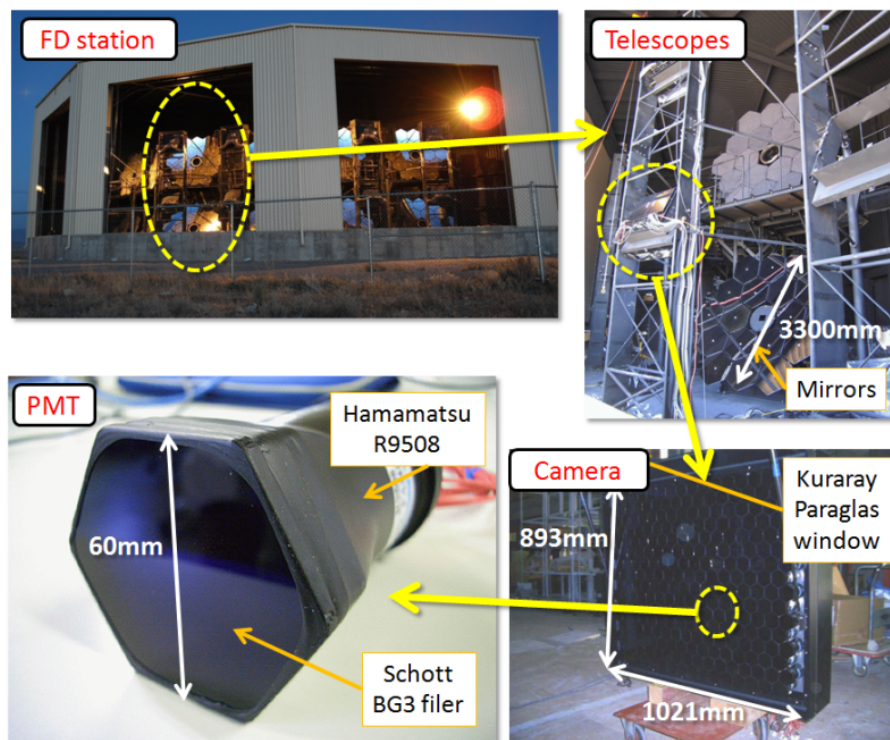 FD station
Telescopes
3300mm
Mirrors
PMT
Hamamatsu
R9508
60mm
Schott
BG3 filer
Camera
Kuraray
Paraglas
window
893mm
1021mm